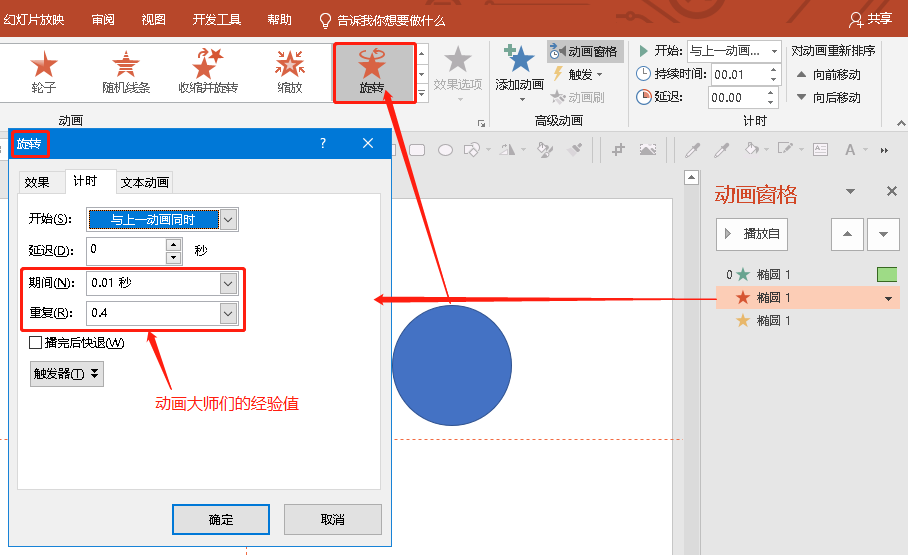 幻灯片放映 审阅 视图 开发工具 帮助 告诉我你想要做什么 共享
轮子 随机线条 收缩并旋转 缩放 旋转 效果选项 添加动画
动画窗格
触发
动画刷
开始: 与上一动画...
持续时间: 00.01
延迟: 00.00
对动画重新排序
向前移动
向后移动
动画 高级动画 计时
旋转 ?
效果 计时 文本动画
开始(S): 与上一动画同时
延迟(D): 0 秒
期间(N): 0.01 秒
重复(R): 0.4
播完后快退(W)
触发器(T)
动画大师们的经验值
确定 取消
动画窗格
播放自
0 椭圆 1
椭圆 1
椭圆 1